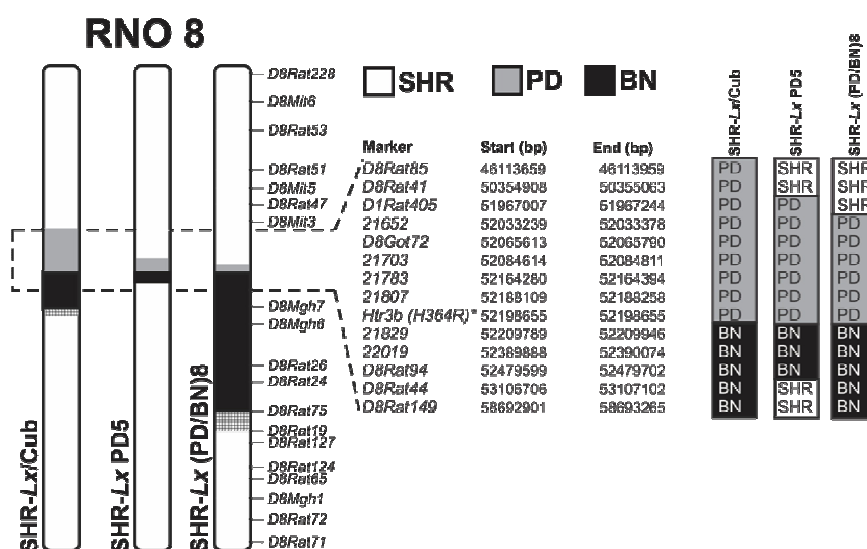 RNO 8
SHR PD BN
D8Rat228
D8Mit6
D8Rat53
D8Rat51
D8Mit5
D8Rat47
D8Mit3
D8Mgh7
D8Mgh6
D8Rat26
D8Rat24
D8Rat75
D8Rat19
D8Rat127
D8Rat124
D8Rat65
D8Mgh1
D8Rat72
D8Rat71
SHR-Lx/Cub
SHR-Lx PD5
SHR-Lx (PD/BN)8
SHR-Lx/Cub
SHR-Lx PD5
SHR-Lx (PD/BN)8
Marker Start (bp) End (bp)
D8Rat85 46113659 46113959 PD SHR SHR
D8Rat41 50354908 50355063 PD SHR SHR
D1Rat405 51967007 51967244 PD PD SHR
21652 52033239 52033378 PD PD PD
D8Got72 52065613 52065790 PD PD PD
21703 52084614 52084811 PD PD PD
21783 52164280 52164394 PD PD PD
21807 52188109 52188258 PD PD PD
Htr3b (H364R)* 52198655 52198655 PD PD PD
21829 52209789 52209946 BN BN BN
22019 52389888 52390074 BN BN BN
D8Rat94 52479599 52479702 BN BN BN
D8Rat44 53106706 53107102 BN SHR BN
D8Rat149 58692901 58693265 BN SHR BN